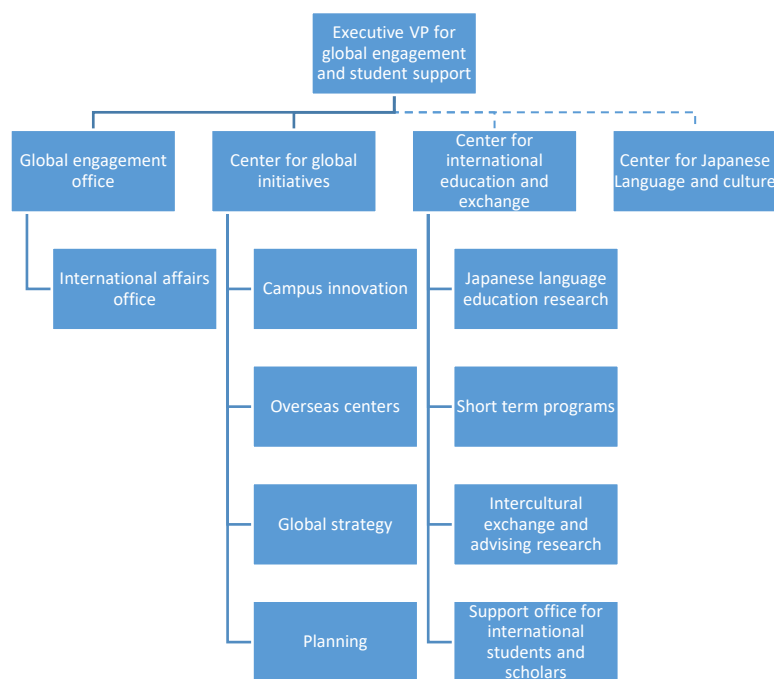 Executive VP for
global engagement
and student support
Global engagement
office
Center for global
initiatives
Center for
international
education and
exchange
Center for Japanese
Language and culture
International affairs
office
Campus innovation
Overseas centers
Global strategy
Planning
Japanese language
education research
Short term programs
Intercultural
exchange and
advising research
Support office for
international
students and
scholars